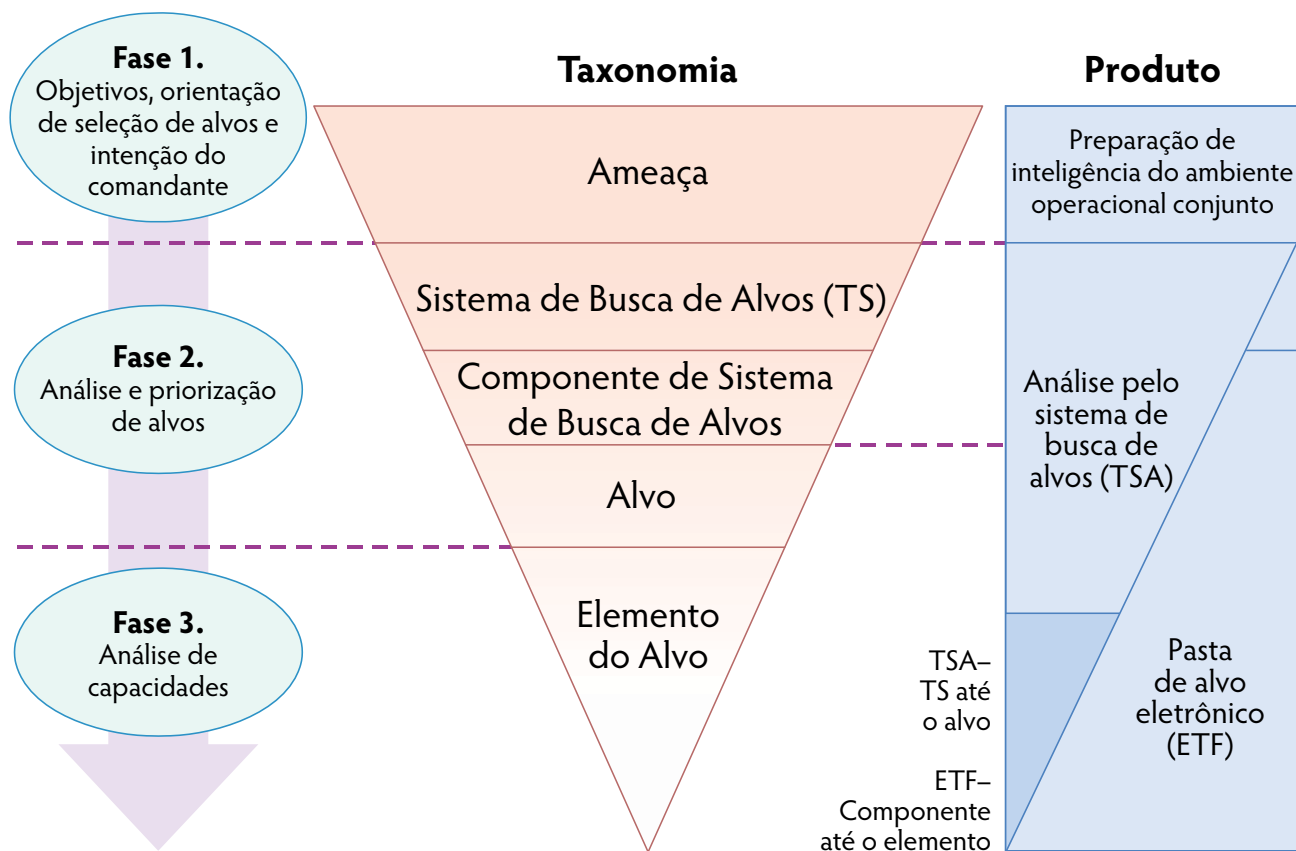 Fase 1.
Objetivos, orientação
de seleção de alvos e
intenção do
comandante
Fase 2.
Análise e priorização
de alvos
Fase 3.
Análise de
capacidades
Taxonomia
Ameaça
Sistema de Busca de Alvos (TS)
Componente de Sistema
de Busca de Alvos
Alvo
Elemento
do Alvo
Produto
Preparação de
inteligência do ambiente
operacional conjunto
Análise pelo
sistema de
busca de
alvos (TSA)
Pasta
de alvo
eletrônico
(ETF)
TSA–
TS até
o alvo
ETF–
Componente
até o elemento